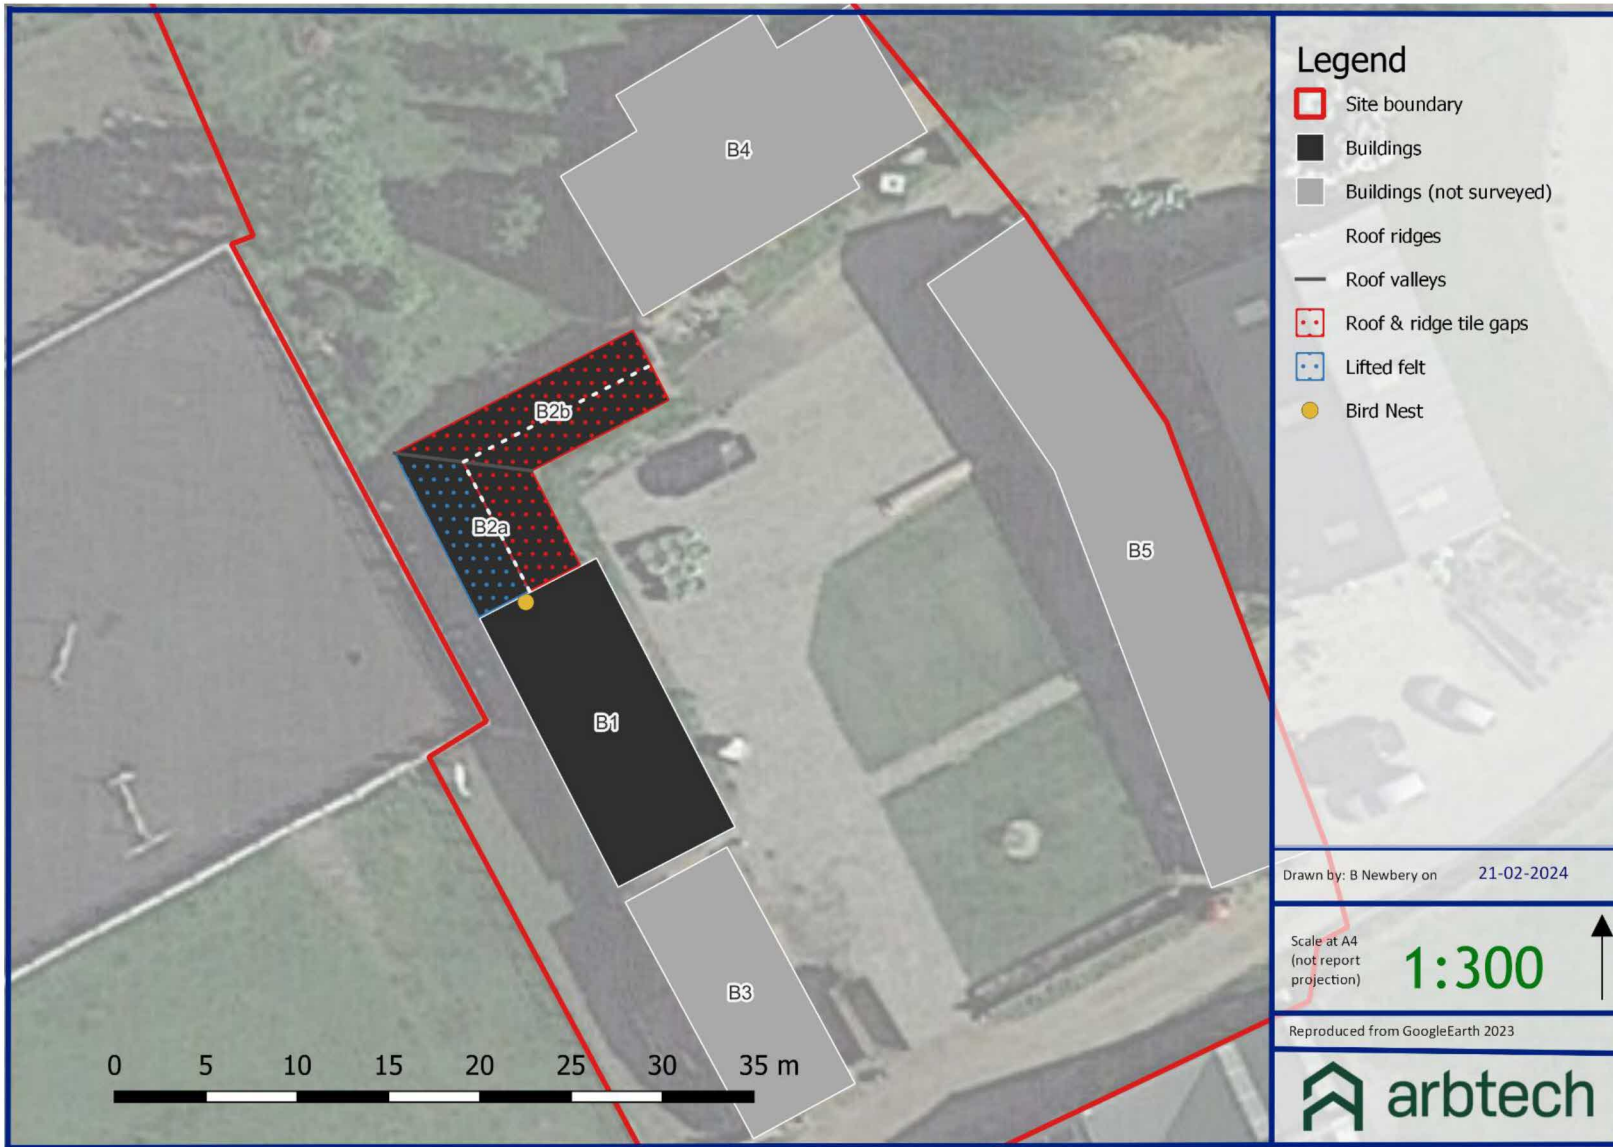 Legend
Site boundary
Buildings
Buildings (not surveyed)
Roof ridges
Roof valleys
Roof & ridge tile gaps
Lifted felt
Bird Nest
B4
B2b
B2a
B5
B1
B3
0 5 10 15 20 25 30 35 m
Drawn by: B Newbery on 21-02-2024
Scale at A4
(not report
projection)
1:300
Reproduced from GoogleEarth 2023
arbtech